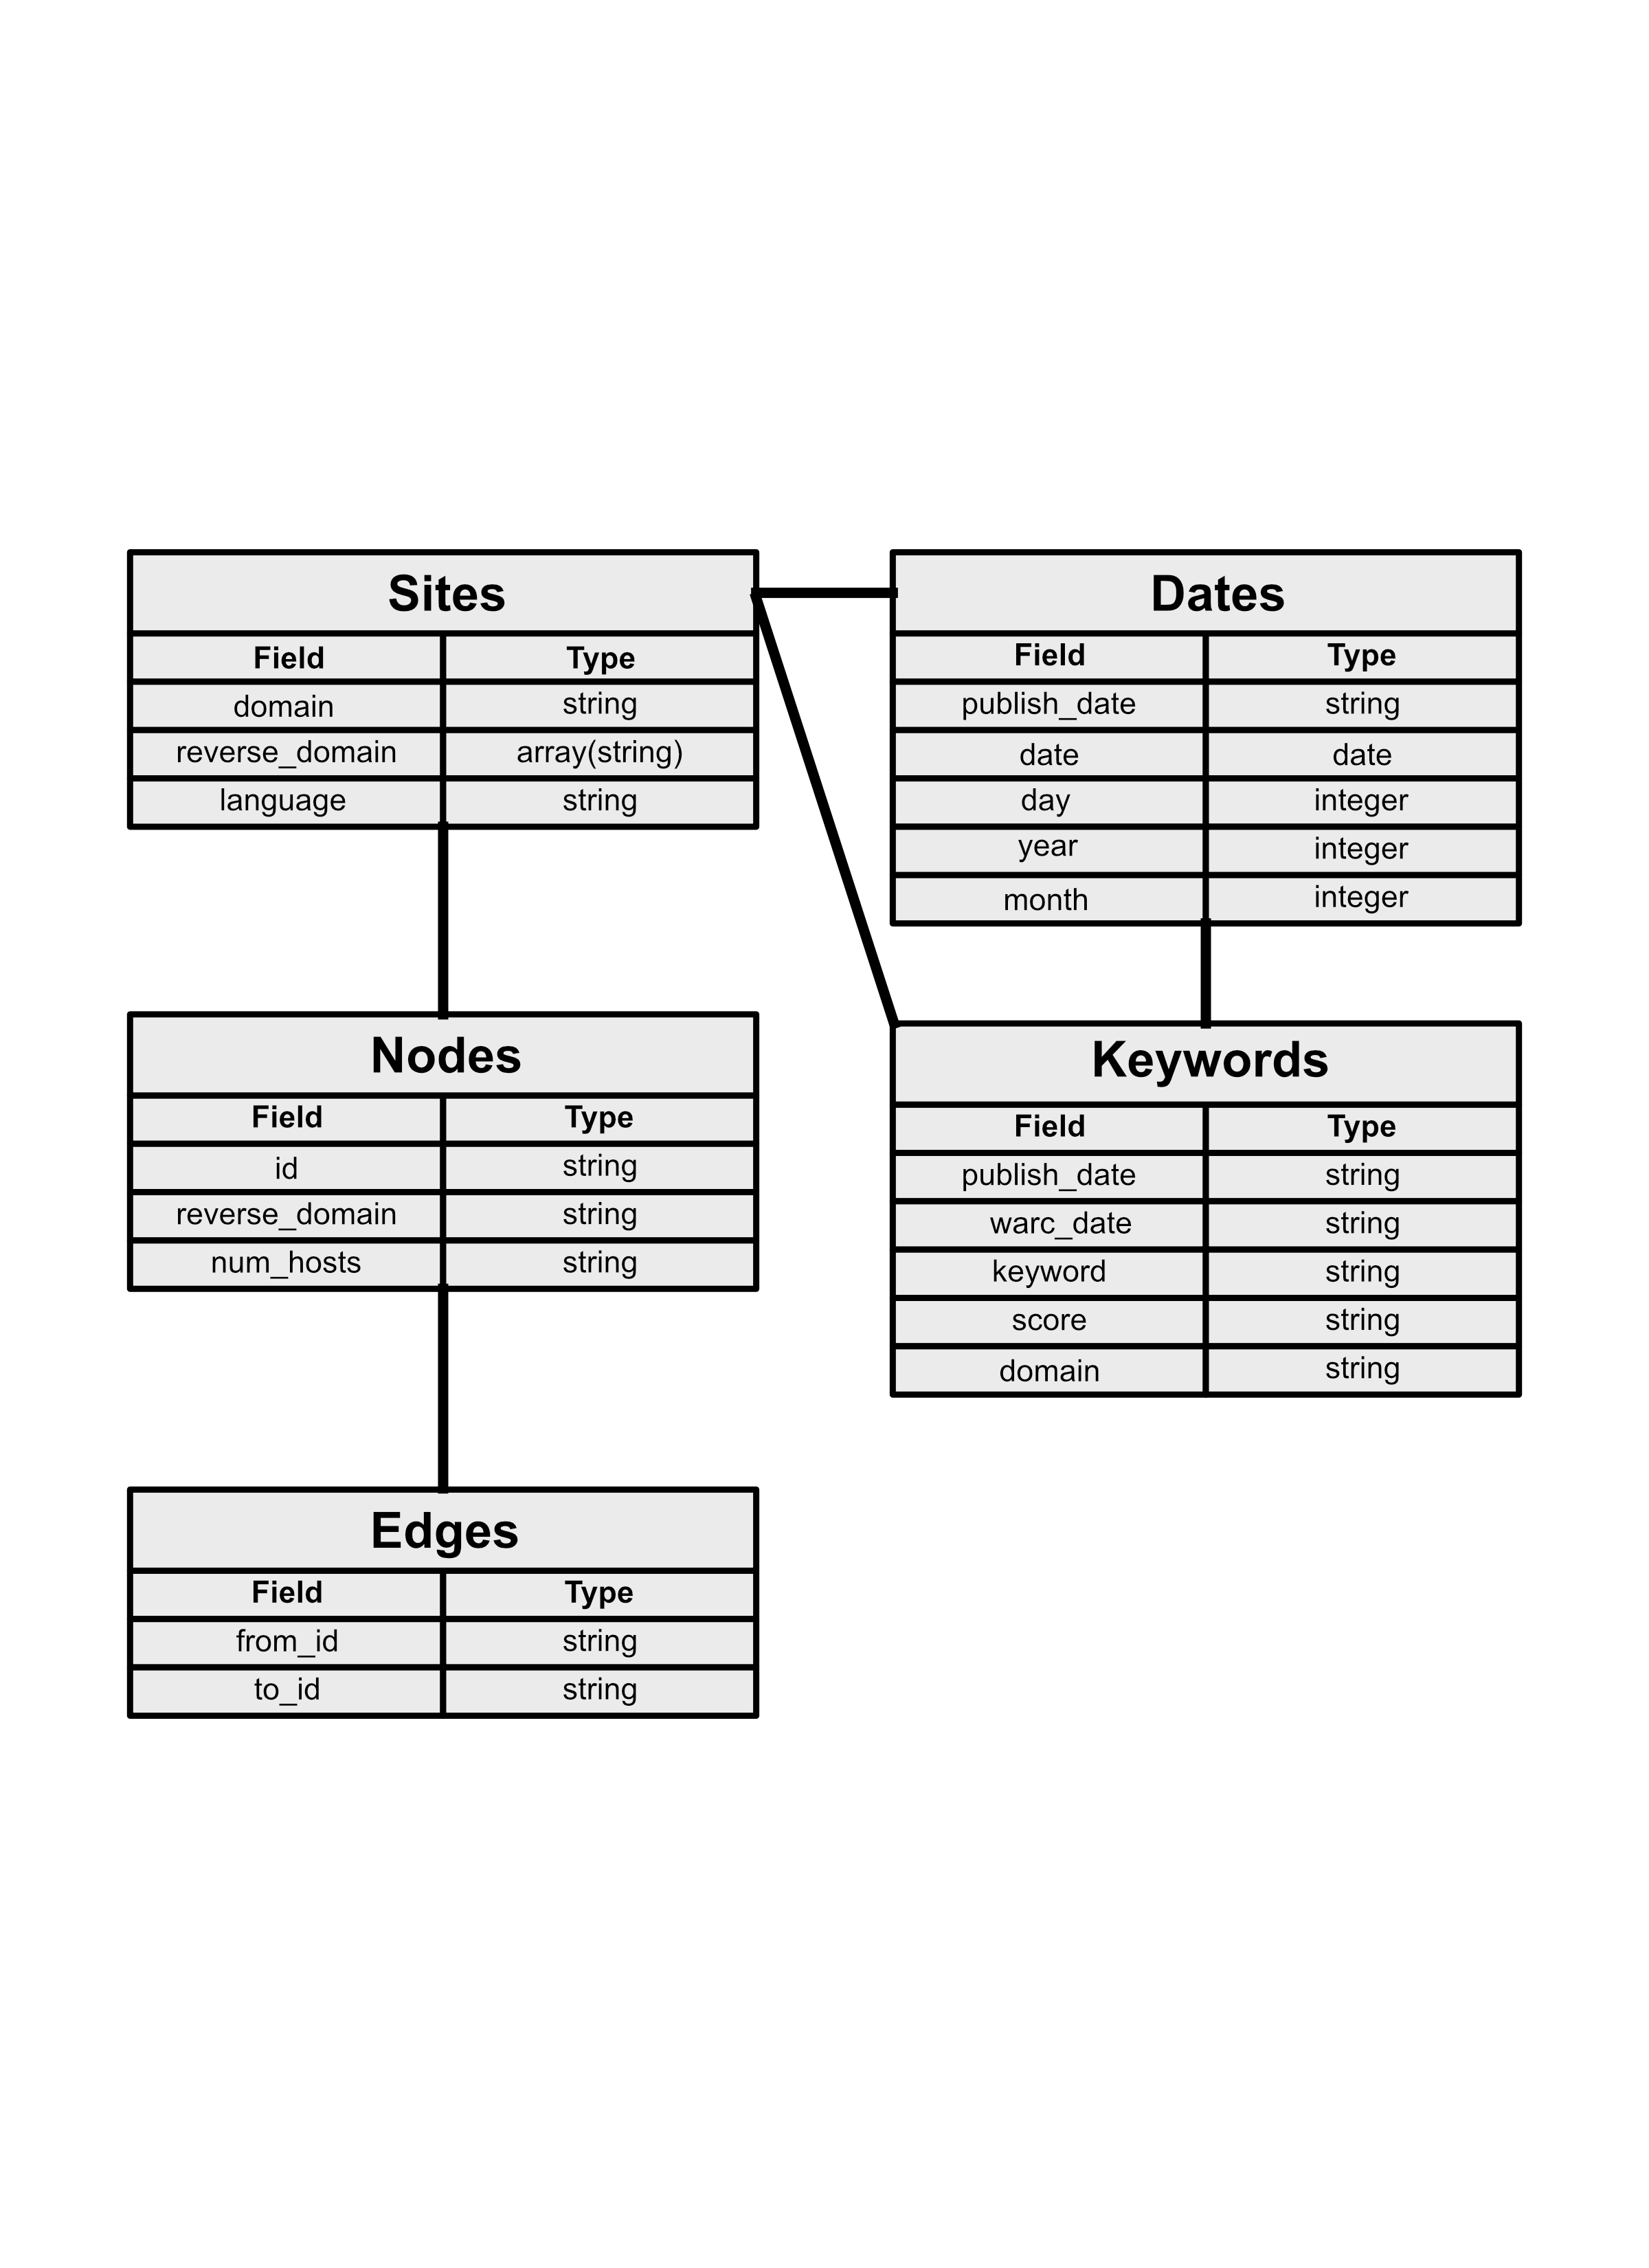 Sites
Field Type
domain string
reverse_domain array(string)
language string
Dates
Field Type
publish_date string
date date
day integer
year integer
month integer
Nodes
Field Type
id string
reverse_domain string
num_hosts string
Keywords
Field Type
publish_date string
warc_date string
keyword string
score string
domain string
Edges
Field Type
from_id string
to_id string